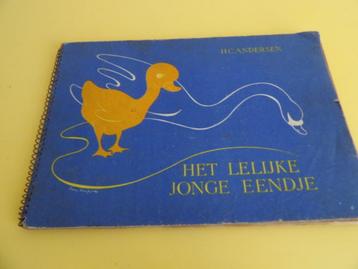 H.C. ANDERSEN
HET LELIJKE
JONGE EENDJE